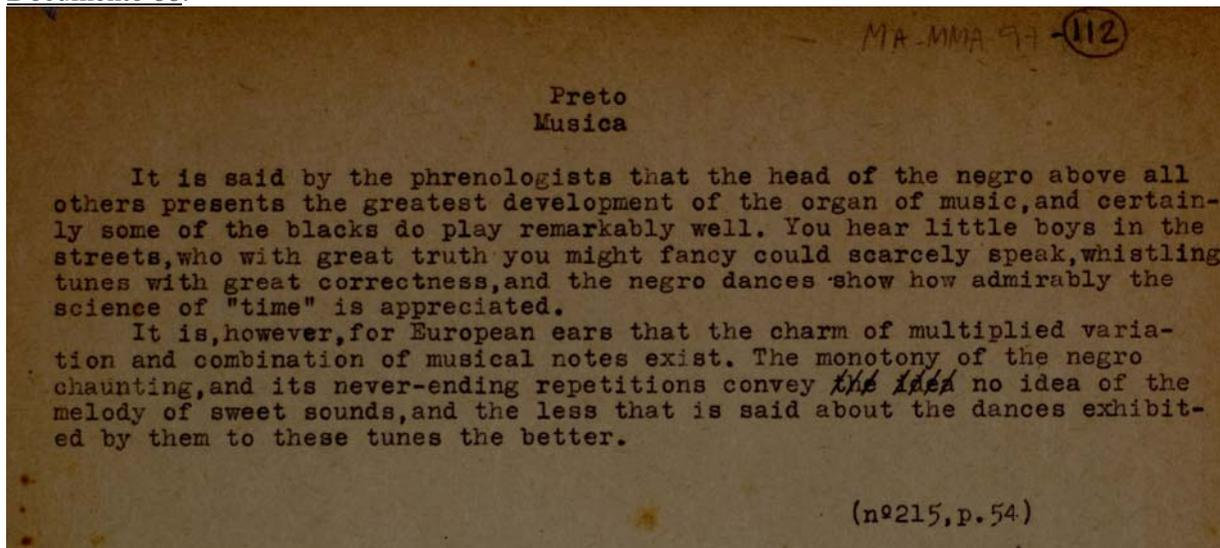 MA-MMA 97-112
Preto
Musica
It is said by the phrenologists that the head of the negro above all
others presents the greatest development of the organ of music,and certain-
ly some of the blacks do play remarkably well. You hear little boys in the
streets,who with great truth you might fancy could scarcely speak,whistling
tunes with great correctness,and the negro dances show how admirably the
science of "time" is appreciated.
It is,however,for European ears that the charm of multiplied varia-
tion and combination of musical notes exist. The monotony of the negro
chaunting,and its never-ending repetitions convey the idea no idea of the
melody of sweet sounds,and the less that is said about the dances exhibit-
ed by them to these tunes the better.
(nº215,p.54)